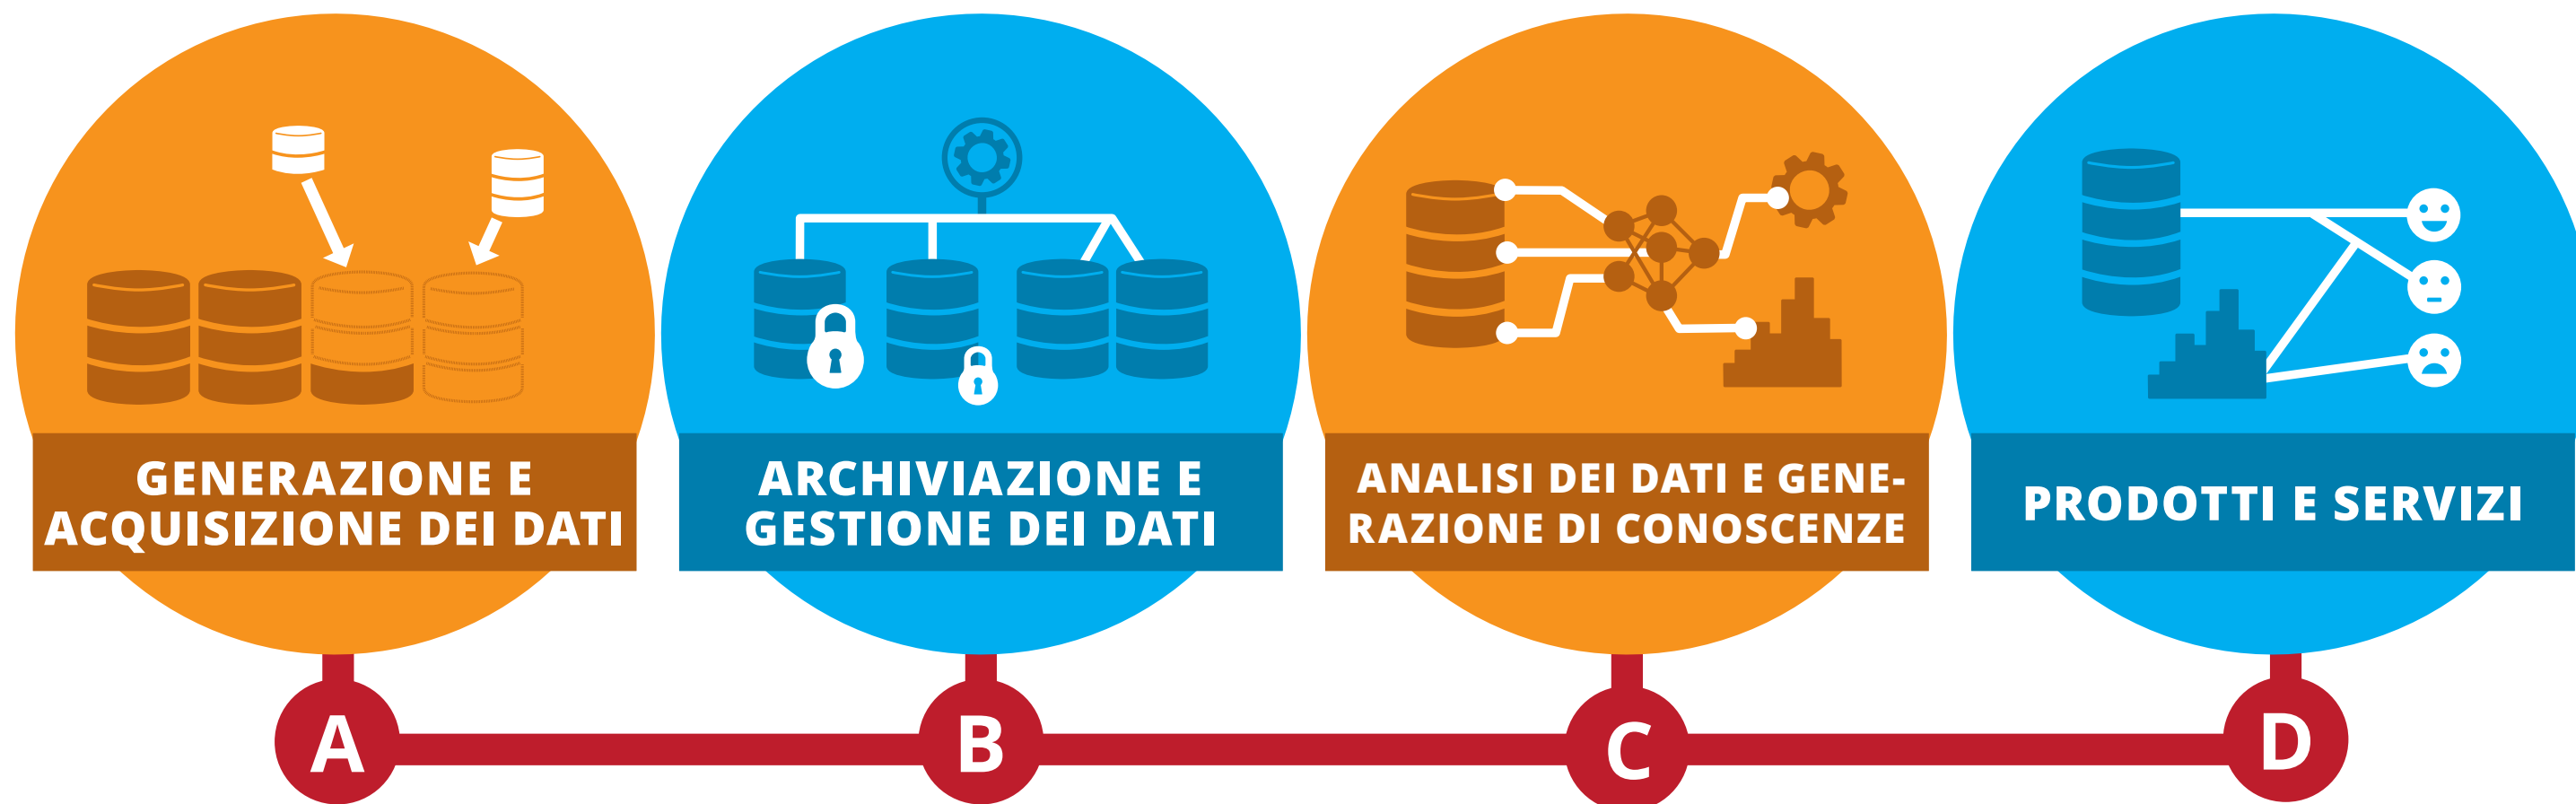 GENERAZIONE E
ACQUISIZIONE DEI DATI
ARCHIVIAZIONE E
GESTIONE DEI DATI
ANALISI DEI DATI E GENE-
RAZIONE DI CONOSCENZE
PRODOTTI E SERVIZI
A
B
C
D